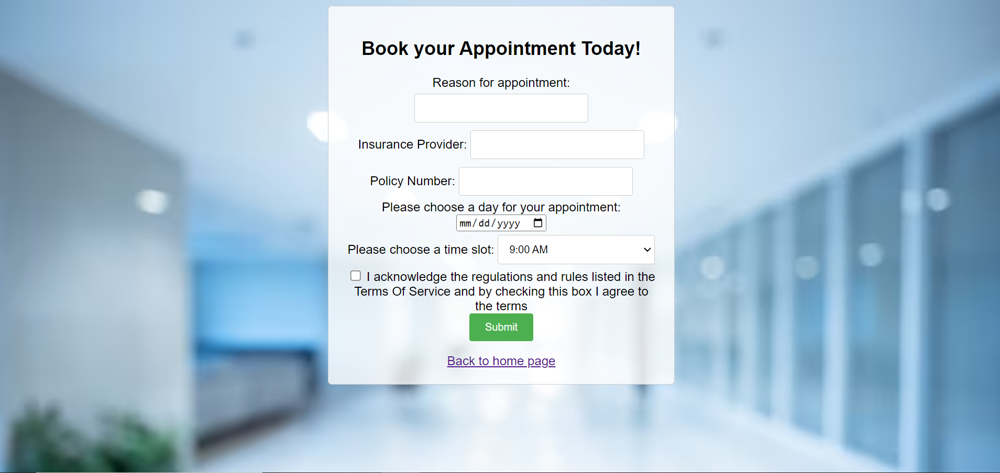 Book your Appointment Today!
Reason for appointment:
Insurance Provider:
Policy Number:
Please choose a day for your appointment:
mm/dd/yyyy
Please choose a time slot: 9:00 AM
I acknowledge the regulations and rules listed in the
Terms Of Service and by checking this box I agree to
the terms
Submit
Back to home page